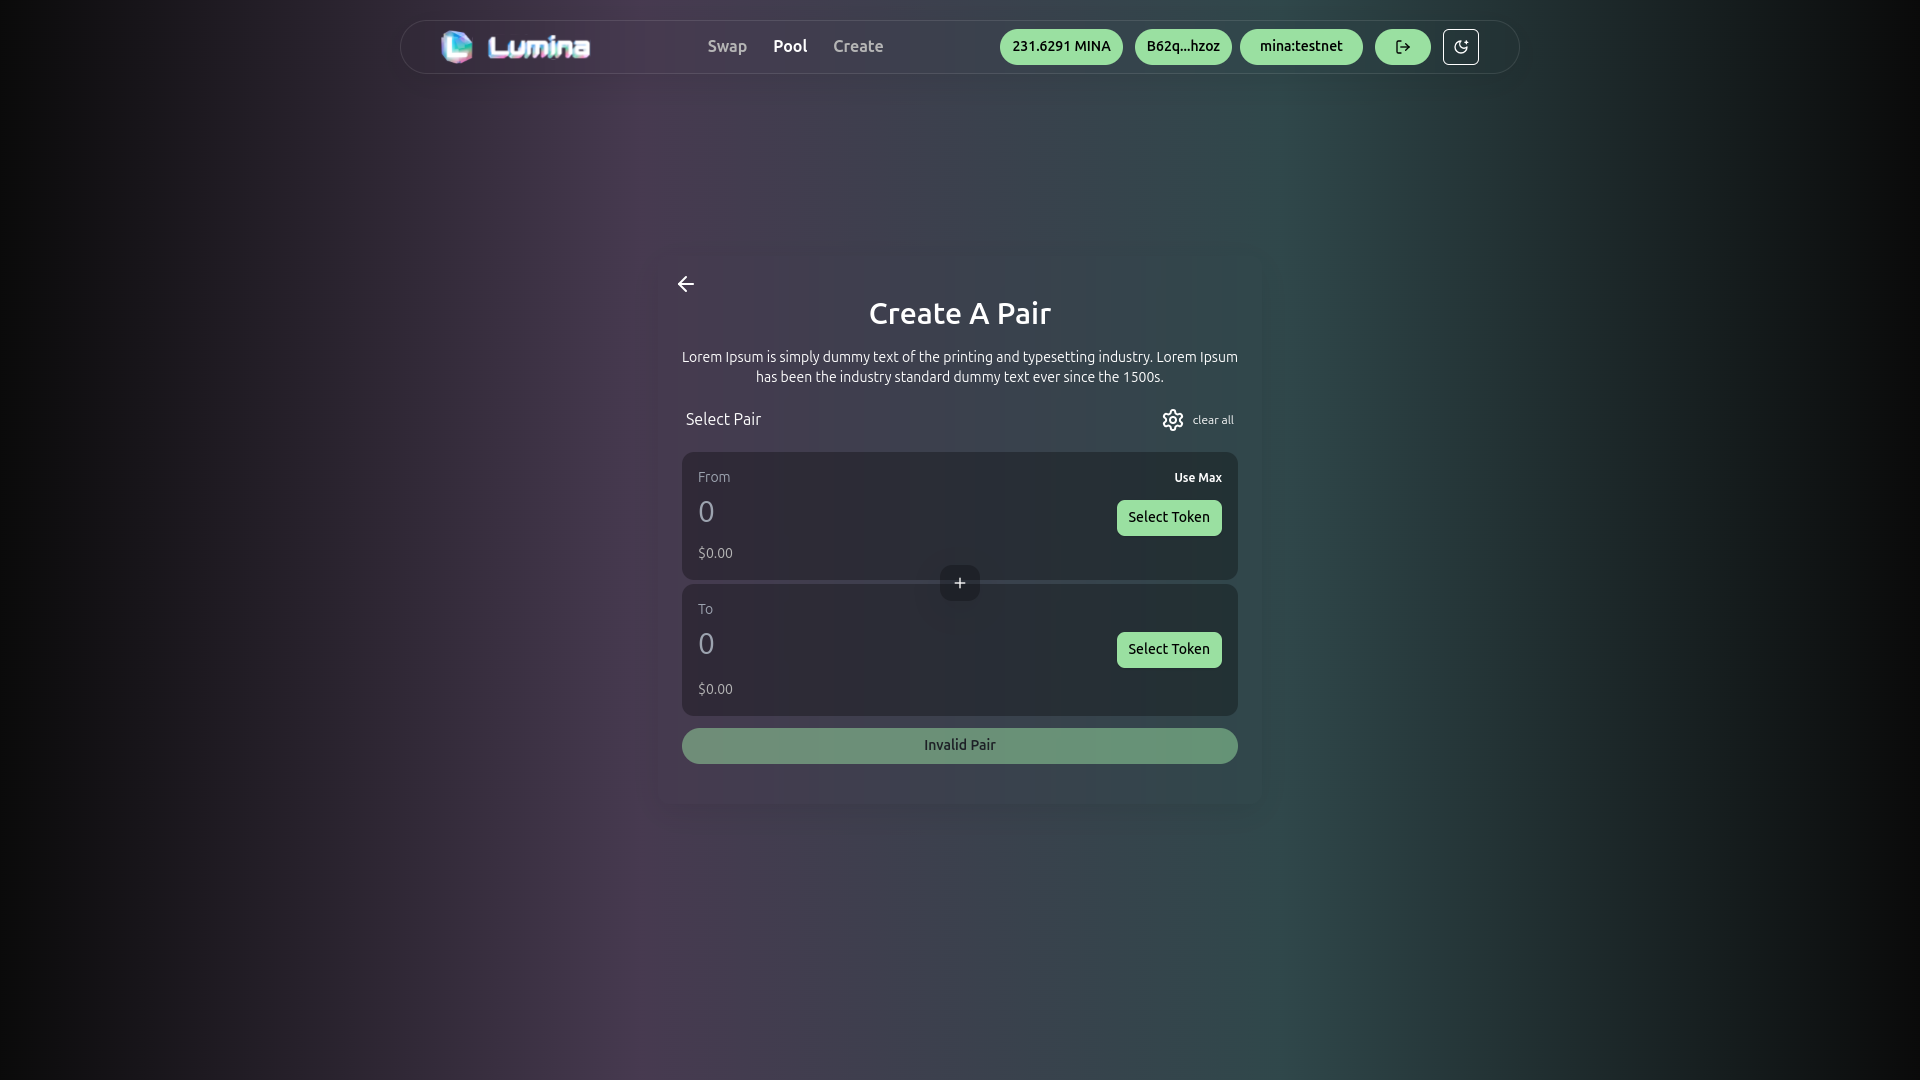 Lumina
Swap
Pool
Create
231.6291 MINA
B62q...hzoz
mina:testnet
Create A Pair
Lorem Ipsum is simply dummy text of the printing and typesetting industry. Lorem Ipsum
has been the industry standard dummy text ever since the 1500s.
Select Pair
clear all
From
Use Max
0
Select Token
$0.00
+
To
0
Select Token
$0.00
Invalid Pair